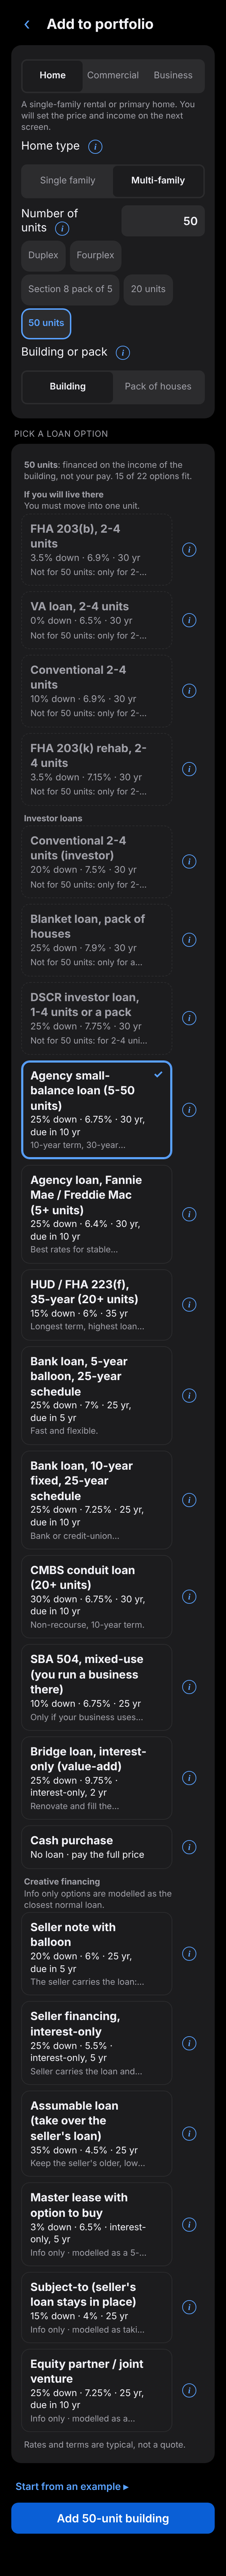 Add to portfolio
Home Commercial Business
A single-family rental or primary home. You
will set the price and income on the next
screen.
Home type
Single family Multi-family
Number of
units
50
Duplex Fourplex
Section 8 pack of 5 20 units
50 units
Building or pack
Building Pack of houses
PICK A LOAN OPTION
50 units: financed on the income of the
building, not your pay. 15 of 22 options fit.
If you will live there
You must move into one unit.
FHA 203(b), 2-4
units
3.5% down · 6.9% · 30 yr
Not for 50 units: only for 2-...
VA loan, 2-4 units
0% down · 6.5% · 30 yr
Not for 50 units: only for 2-...
Conventional 2-4
units
10% down · 6.9% · 30 yr
Not for 50 units: only for 2-...
FHA 203(k) rehab, 2-
4 units
3.5% down · 7.15% · 30 yr
Not for 50 units: only for 2-...
Investor loans
Conventional 2-4
units (investor)
20% down · 7.5% · 30 yr
Not for 50 units: only for 2-...
Blanket loan, pack of
houses
25% down · 7.9% · 30 yr
Not for 50 units: only for a...
DSCR investor loan,
1-4 units or a pack
25% down · 7.75% · 30 yr
Not for 50 units: for 2-4 uni...
Agency small-
balance loan (5-50
units)
25% down · 6.75% · 30 yr,
due in 10 yr
10-year term, 30-year...
Agency loan, Fannie
Mae / Freddie Mac
(5+ units)
25% down · 6.4% · 30 yr,
due in 10 yr
Best rates for stable...
HUD / FHA 223(f),
35-year (20+ units)
15% down · 6% · 35 yr
Longest term, highest loan...
Bank loan, 5-year
balloon, 25-year
schedule
25% down · 7% · 25 yr,
due in 5 yr
Fast and flexible.
Bank loan, 10-year
fixed, 25-year
schedule
25% down · 7.25% · 25 yr,
due in 10 yr
Bank or credit-union...
CMBS conduit loan
(20+ units)
30% down · 6.75% · 30 yr,
due in 10 yr
Non-recourse, 10-year term.
SBA 504, mixed-use
(you run a business
there)
10% down · 6.75% · 25 yr
Only if your business uses...
Bridge loan, interest-
only (value-add)
25% down · 9.75% ·
interest-only, 2 yr
Renovate and fill the...
Cash purchase
No loan · pay the full price
Creative financing
Info only options are modelled as the
closest normal loan.
Seller note with
balloon
20% down · 6% · 25 yr,
due in 5 yr
The seller carries the loan:...
Seller financing,
interest-only
25% down · 5.5% ·
interest-only, 5 yr
Seller carries the loan and...
Assumable loan
(take over the
seller's loan)
35% down · 4.5% · 25 yr
Keep the seller's older, low...
Master lease with
option to buy
3% down · 6.5% · interest-
only, 5 yr
Info only · modelled as a 5-...
Subject-to (seller's
loan stays in place)
15% down · 4% · 25 yr
Info only · modelled as taki...
Equity partner / joint
venture
25% down · 7.25% · 25 yr,
due in 10 yr
Info only · modelled as a...
Rates and terms are typical, not a quote.
Start from an example ▸
Add 50-unit building